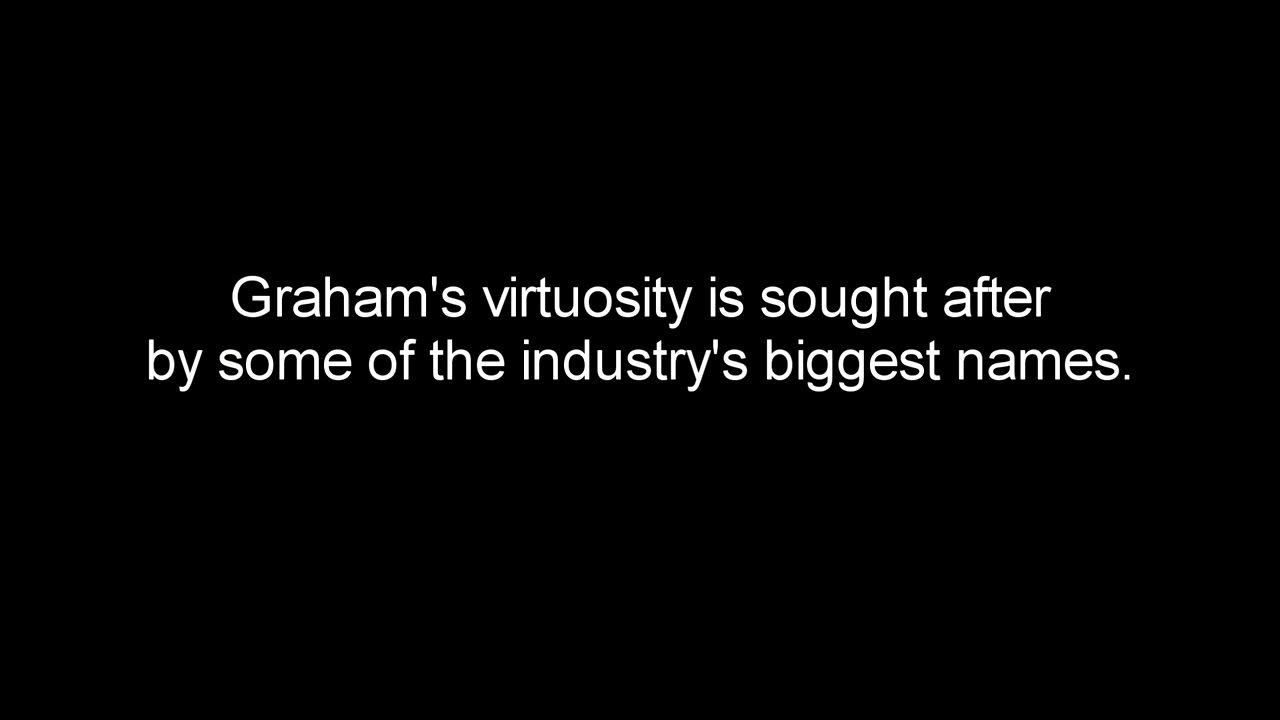 Graham's virtuosity is sought after
by some of the industry's biggest names.